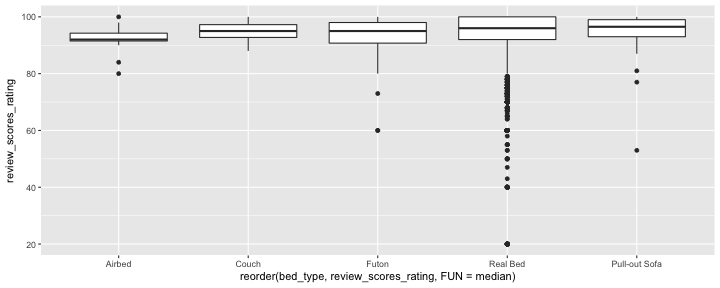 review_scores_rating
100
80
60
40
20
Airbed
Couch
Futon
Real Bed
Pull-out Sofa
reorder(bed_type, review_scores_rating, FUN = median)